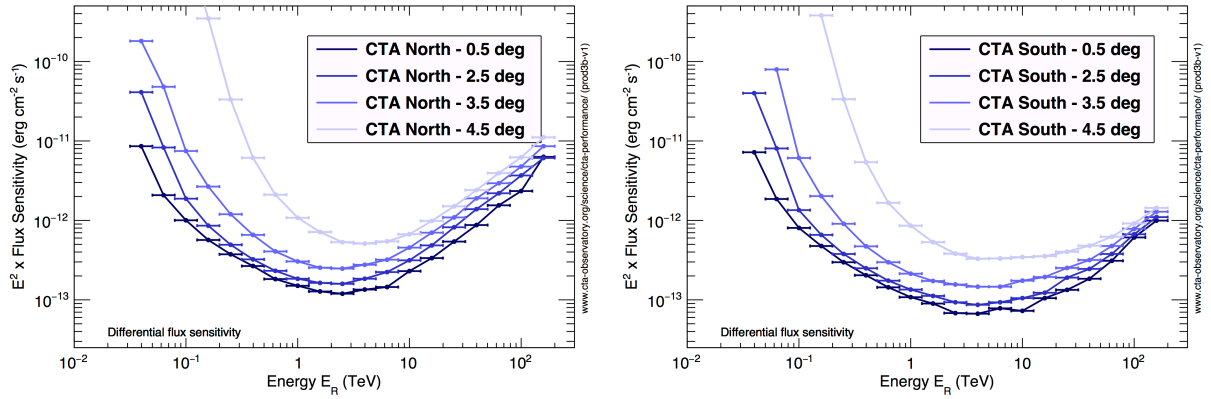 E² x Flux Sensitivity (erg cm⁻² s⁻¹)
10⁻¹⁰
10⁻¹¹
10⁻¹²
10⁻¹³
CTA North - 0.5 deg
CTA North - 2.5 deg
CTA North - 3.5 deg
CTA North - 4.5 deg
Differential flux sensitivity
10⁻² 10⁻¹ 1 10 10²
Energy E_R (TeV)
www.cta-observatory.org/science/cta-performance/ (prod3b-v1)
E² x Flux Sensitivity (erg cm⁻² s⁻¹)
10⁻¹⁰
10⁻¹¹
10⁻¹²
10⁻¹³
CTA South - 0.5 deg
CTA South - 2.5 deg
CTA South - 3.5 deg
CTA South - 4.5 deg
Differential flux sensitivity
10⁻² 10⁻¹ 1 10 10²
Energy E_R (TeV)
www.cta-observatory.org/science/cta-performance/ (prod3b-v1)